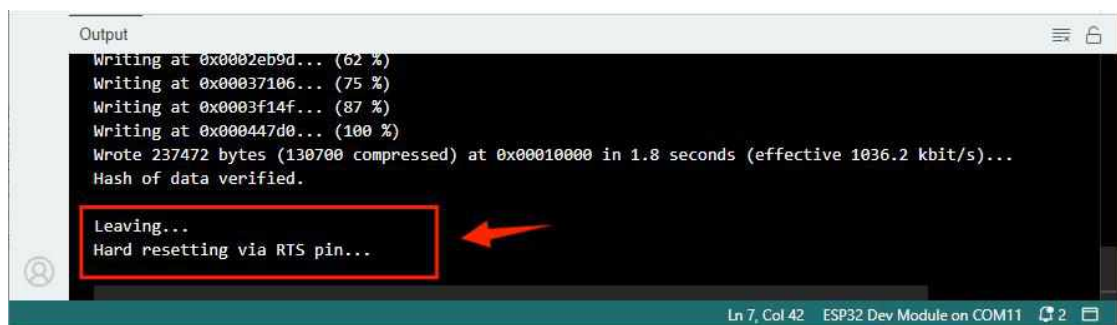 Output
Writing at 0x0002eb9d... (62 %)
Writing at 0x00037106... (75 %)
Writing at 0x0003f14f... (87 %)
Writing at 0x000447d0... (100 %)
Wrote 237472 bytes (130700 compressed) at 0x00010000 in 1.8 seconds (effective 1036.2 kbit/s)...
Hash of data verified.
Leaving...
Hard resetting via RTS pin...
Ln 7, Col 42 ESP32 Dev Module on COM11 2